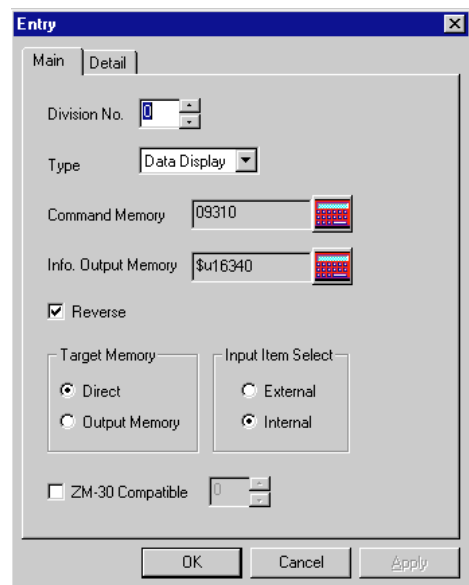 Entry
Main Detail
Division No. 0
Type Data Display
Command Memory 09310
Info. Output Memory $u16340
Reverse
Target Memory Input Item Select
Direct External
Output Memory Internal
ZM-30 Compatible 0
OK Cancel Apply